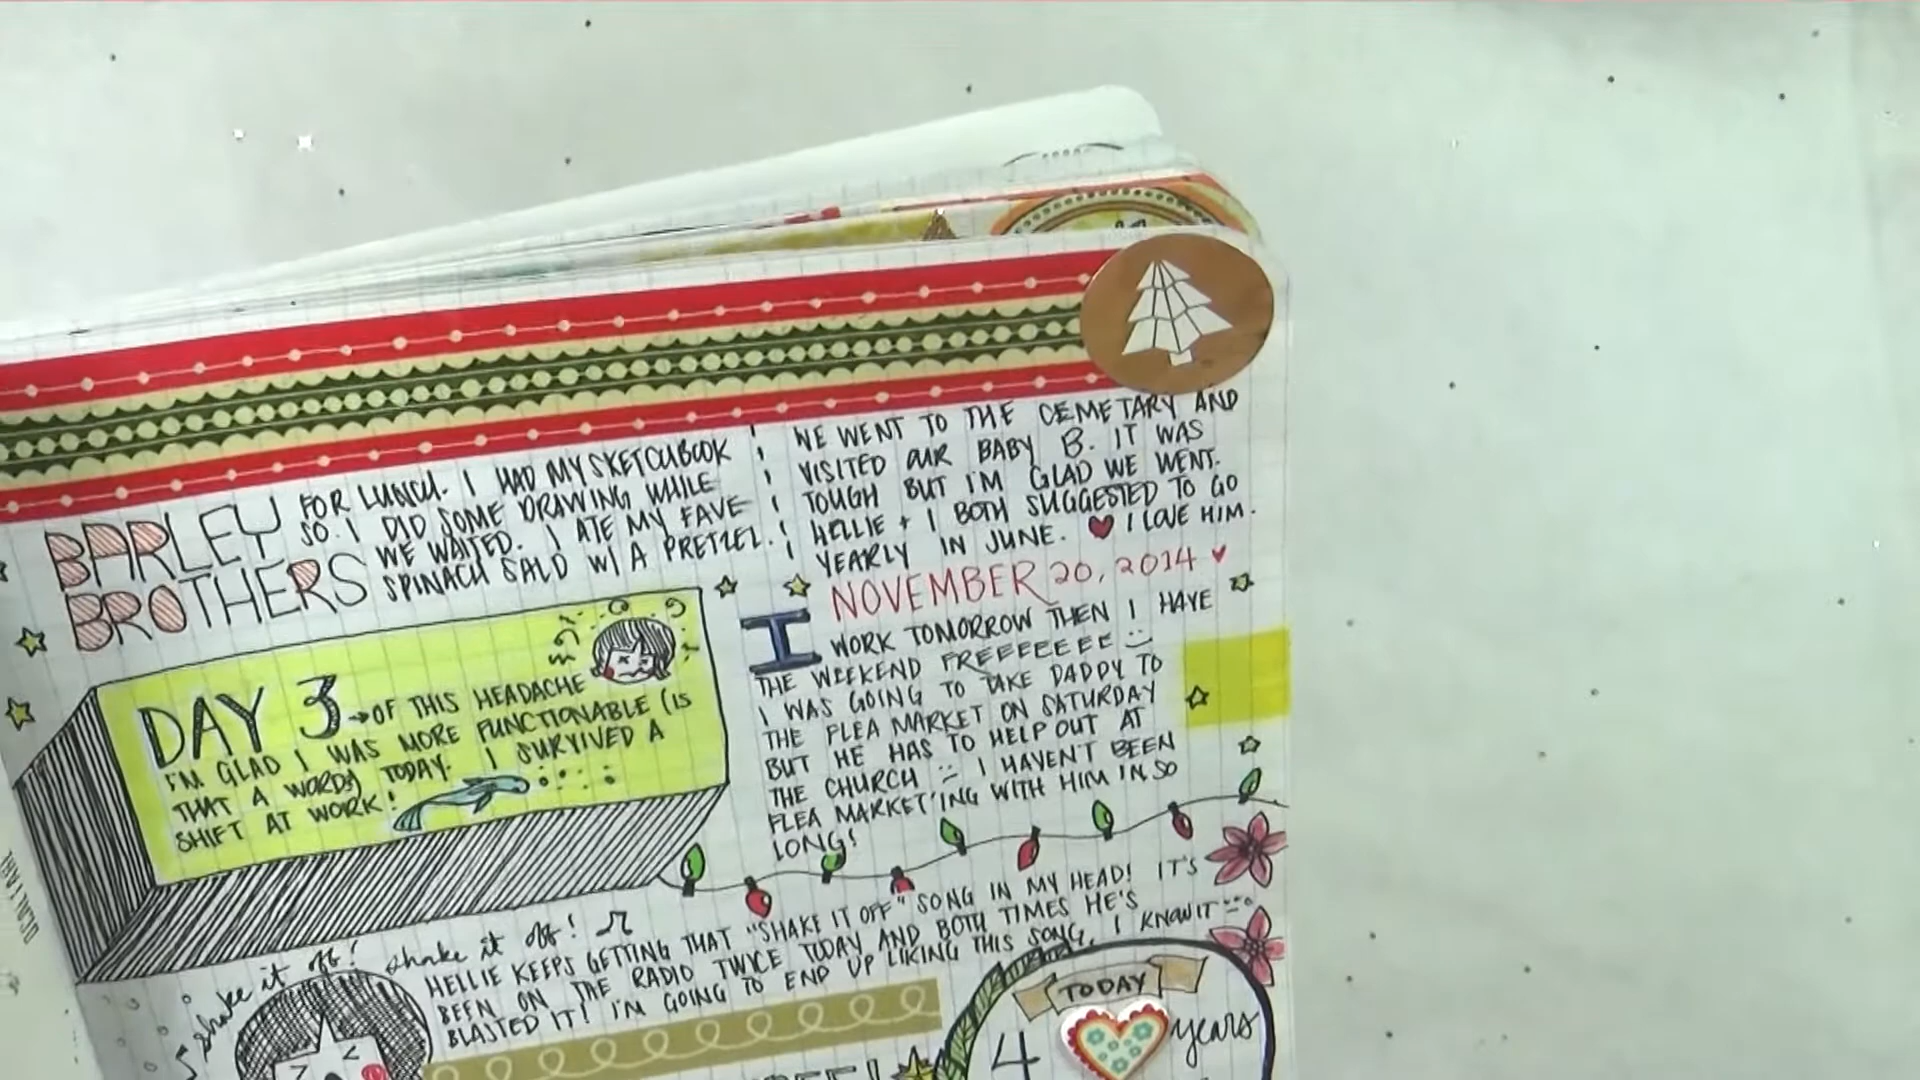 BARLEY
BROTHERS
FOR LUNCH. I HAD MY SKETCHBOOK
SO I DID SOME DRAWING WHILE
WE WAITED. I ATE MY FAVE
SPINACH SALD W/ A PRETZEL.
DAY 3 → OF THIS HEADACHE
I'M GLAD I WAS MORE FUNCTIONABLE (IS
THAT A WORD?) TODAY. I SURVIVED A
SHIFT AT WORK!
WE WENT TO THE CEMETARY AND
VISITED OUR BABY B. IT WAS
TOUGH BUT I'M GLAD WE WENT.
HELLIE + I BOTH SUGGESTED TO GO
YEARLY IN JUNE. ♥ I LOVE HIM.
NOVEMBER 20, 2014 ♥
I WORK TOMORROW THEN I HAVE
THE WEEKEND FREEEEEEE :)
I WAS GOING TO TAKE DADDY TO
THE FLEA MARKET ON SATURDAY
BUT HE HAS TO HELP OUT AT
THE CHURCH :( I HAVEN'T BEEN
FLEA MARKET'ING WITH HIM IN SO
LONG!
shake it off! shake it off!
HELLIE KEEPS GETTING THAT "SHAKE IT OFF" SONG IN MY HEAD! IT'S
BEEN ON THE RADIO TWICE TODAY AND BOTH TIMES HE'S
BLASTED IT! I'M GOING TO END UP LIKING THIS SONG, I KNOW IT
TODAY
4 years